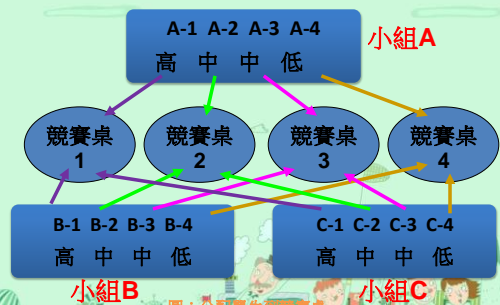 A-1 A-2 A-3 A-4
高 中 中 低
小組A
競賽桌
1
競賽桌
2
競賽桌
3
競賽桌
4
B-1 B-2 B-3 B-4
高 中 中 低
小組B
C-1 C-2 C-3 C-4
高 中 中 低
小組C